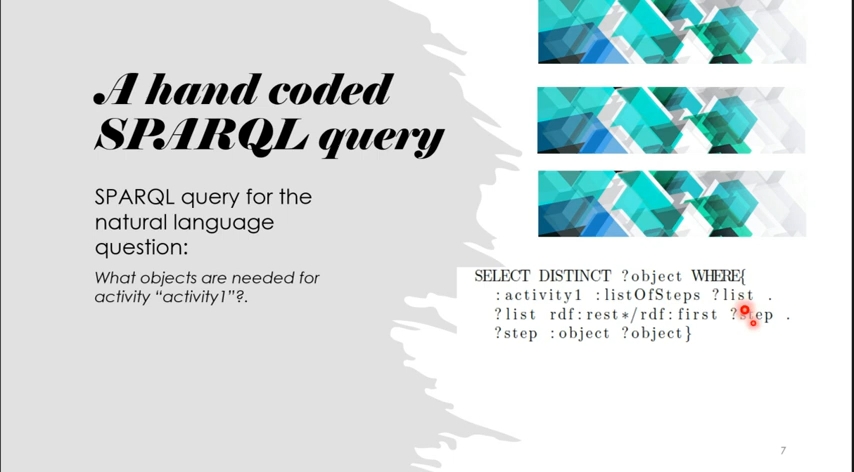 A hand coded
SPARQL query
SPARQL query for the
natural language
question:
What objects are needed for
activity “activity1”?.
SELECT DISTINCT ?object WHERE{
:activity1 :listOfSteps ?list .
?list rdf:rest*/rdf:first ?step .
?step :object ?object}
7